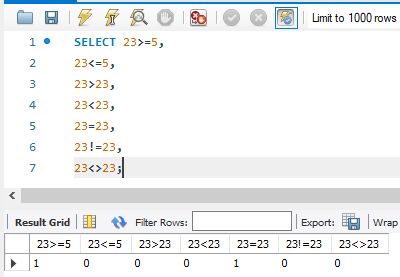 Limit to 1000 rows
1 SELECT 23>=5,
2 23<=5,
3 23>23,
4 23<23,
5 23=23,
6 23!=23,
7 23<>23;
Result Grid Filter Rows: Export: Wrap
23>=5 23<=5 23>23 23<23 23=23 23!=23 23<>23
1 0 0 0 1 0 0